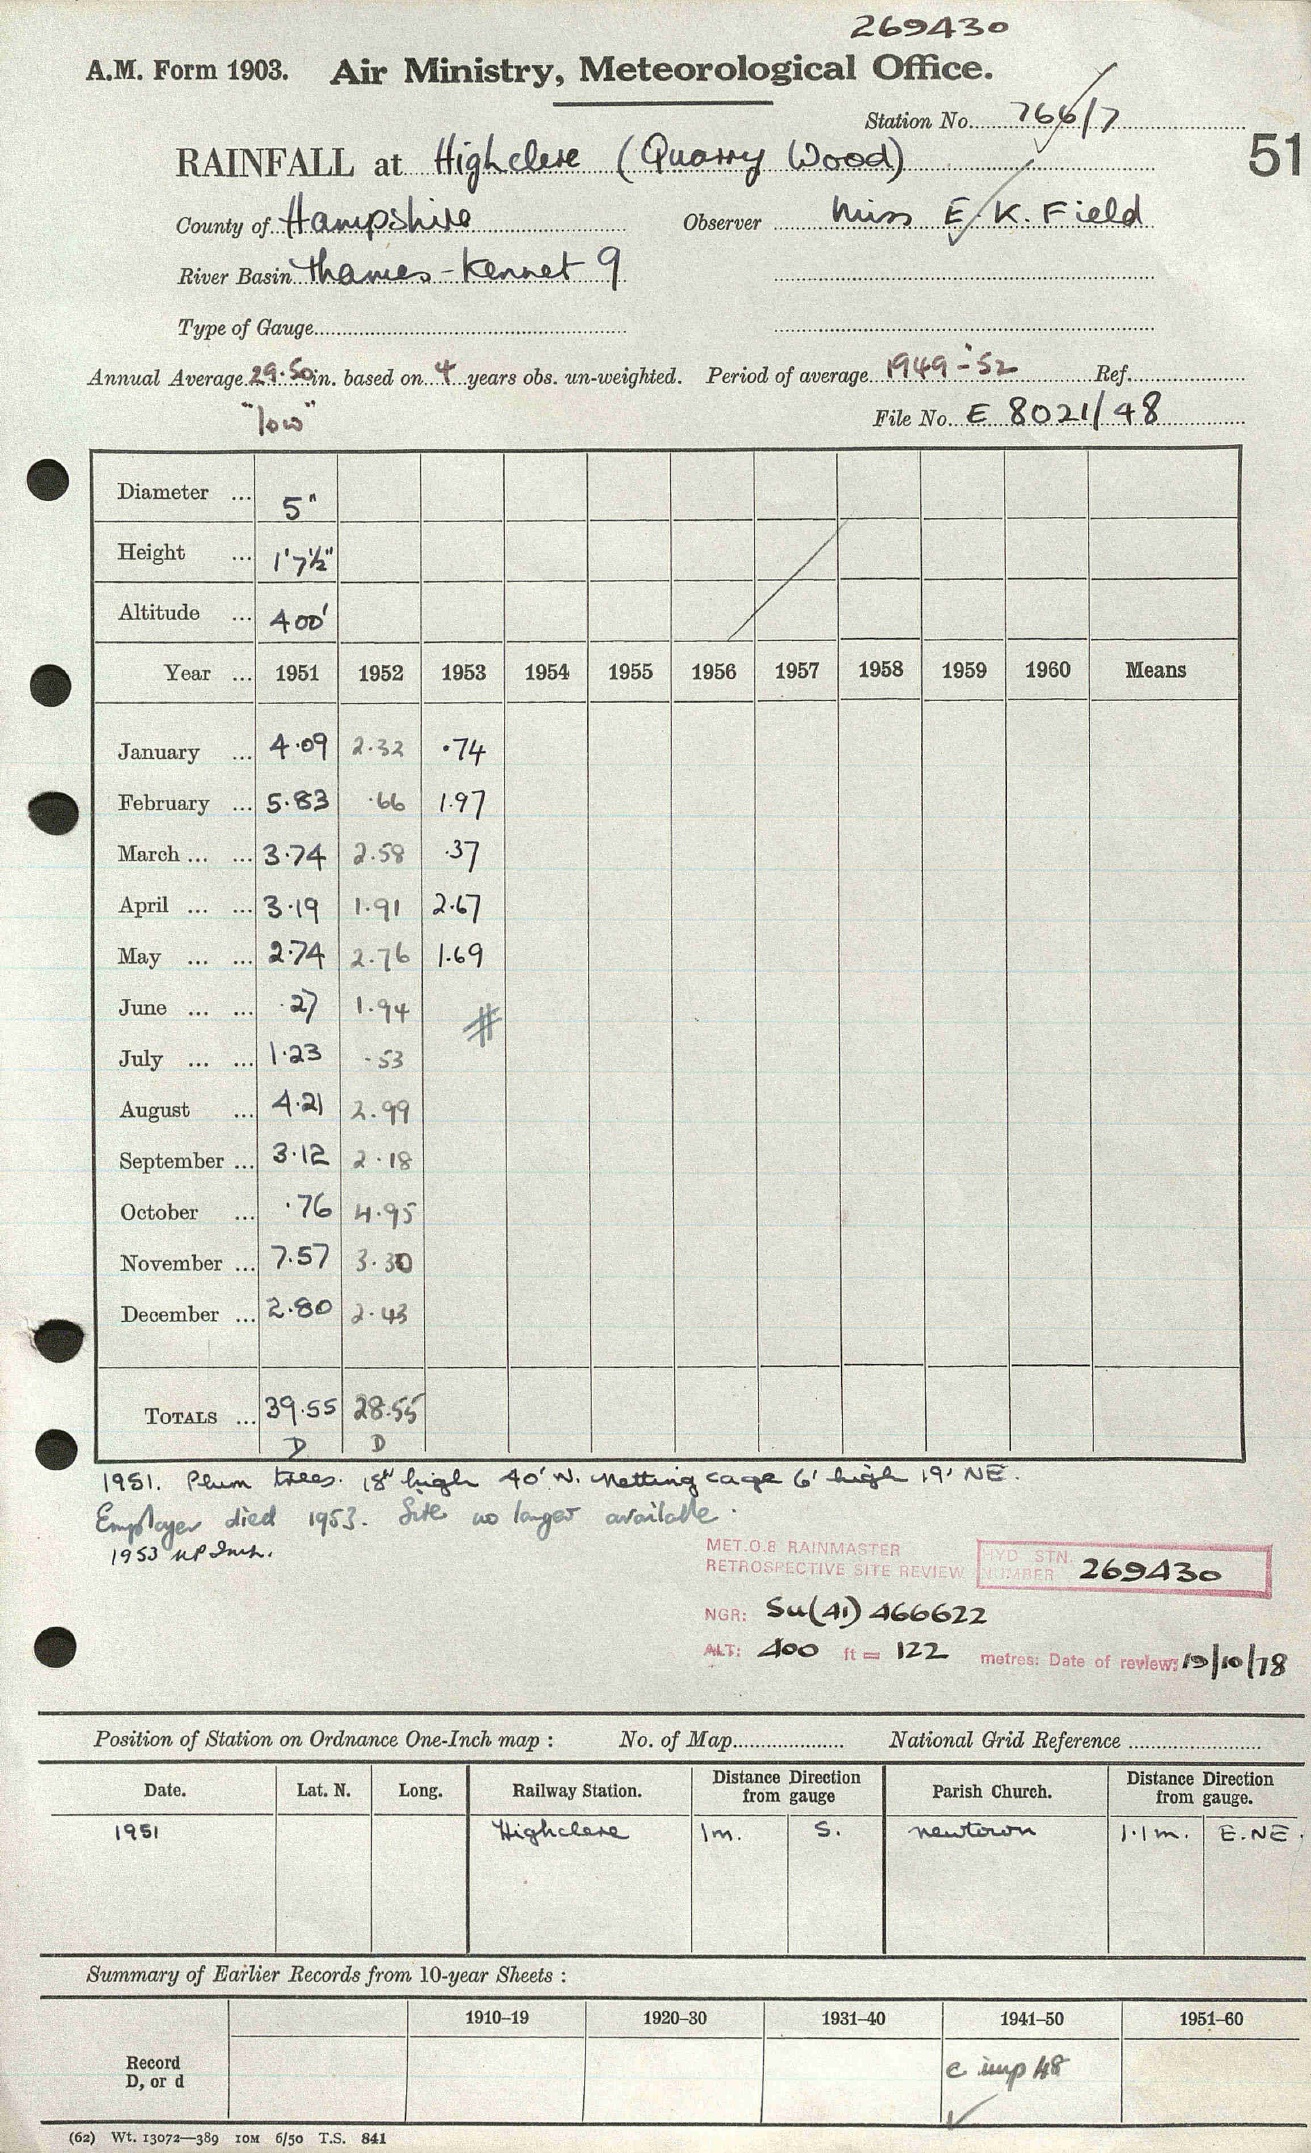 269430
A.M. Form 1903. Air Ministry, Meteorological Office.
Station No. 766/7
51
RAINFALL at Highclere (Quarry Wood)
County of Hampshire Observer Miss E. K. Field
River Basin Thames-Kennet 9
Type of Gauge
Annual Average 29.50 in. based on 4 years obs. un-weighted. Period of average 1949-'52 Ref.
"low"
File No. E 8021/48
Diameter ... 5"
Height ... 1'7½"
Altitude ... 400'
Year ... 1951 1952 1953 1954 1955 1956 1957 1958 1959 1960 Means
January ... 4.09 2.32 .74
February ... 5.83 .66 1.97
March ... ... 3.74 2.58 .37
April ... ... 3.19 1.91 2.67
May ... ... 2.74 2.76 1.69
June ... ... .27 1.94 #
July ... ... 1.23 .53
August ... 4.21 2.99
September ... 3.12 2.18
October ... .76 4.95
November ... 7.57 3.30
December ... 2.80 2.43
TOTALS ... 39.55 28.55
D D
1951. Plum trees. 18" high 40' N. Netting cage 6' high 19' NE.
Employer died 1953. Site no longer available.
1953
MET.O.8 RAINMASTER
RETROSPECTIVE SITE REVIEW
HYD STN. NUMBER 269430
NGR: SU(41) 466622
ALT: 400 ft = 122 metres: Date of review: 19/10/78
Position of Station on Ordnance One-Inch map : No. of Map National Grid Reference
Date. Lat. N. Long. Railway Station. Distance Direction from gauge Parish Church. Distance Direction from gauge.
1951 Highclere 1m. S. Newtown 1.1m. E.NE.
Summary of Earlier Records from 10-year Sheets :
1910–19 1920–30 1931–40 1941–50 1951–60
Record
D, or d c imp 48
(62) Wt. 13072—389 10M 6/50 T.S. 841